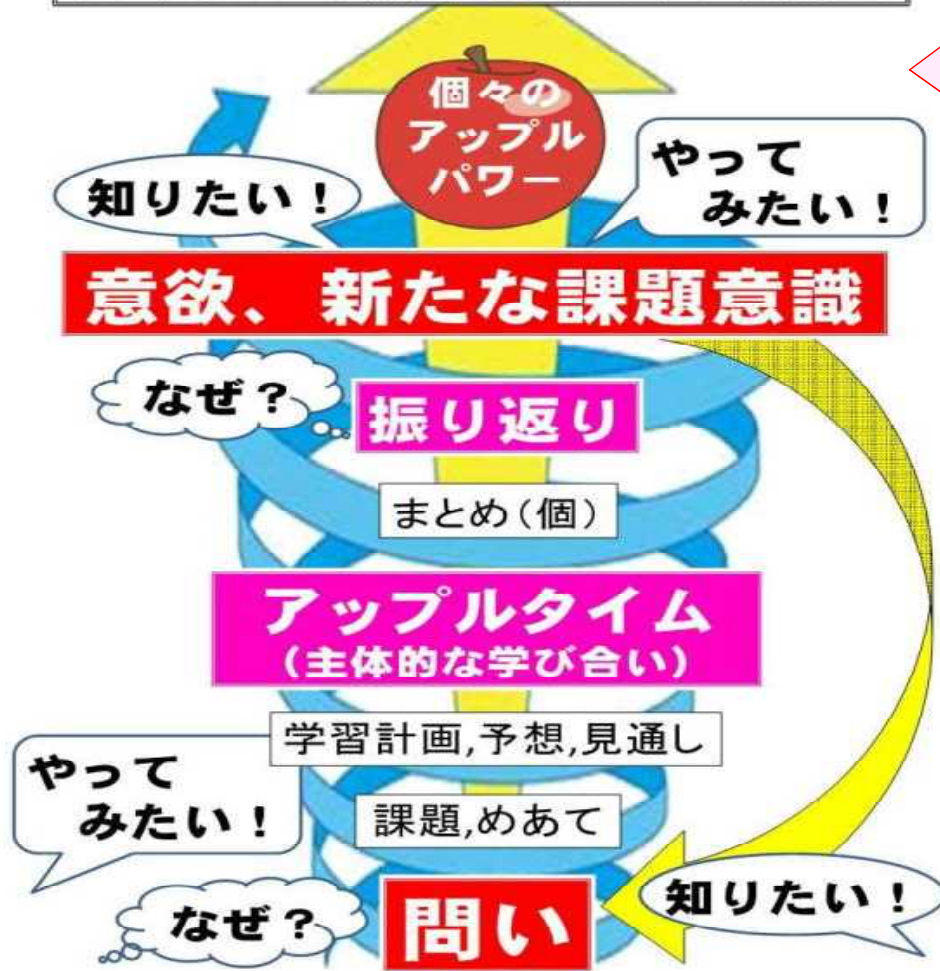 個々の
アップル
パワー
知りたい！
やって
みたい！
意欲、新たな課題意識
なぜ？
振り返り
まとめ（個）
アップルタイム
（主体的な学び合い）
学習計画,予想,見通し
やって
みたい！
課題,めあて
知りたい！
なぜ？
問い